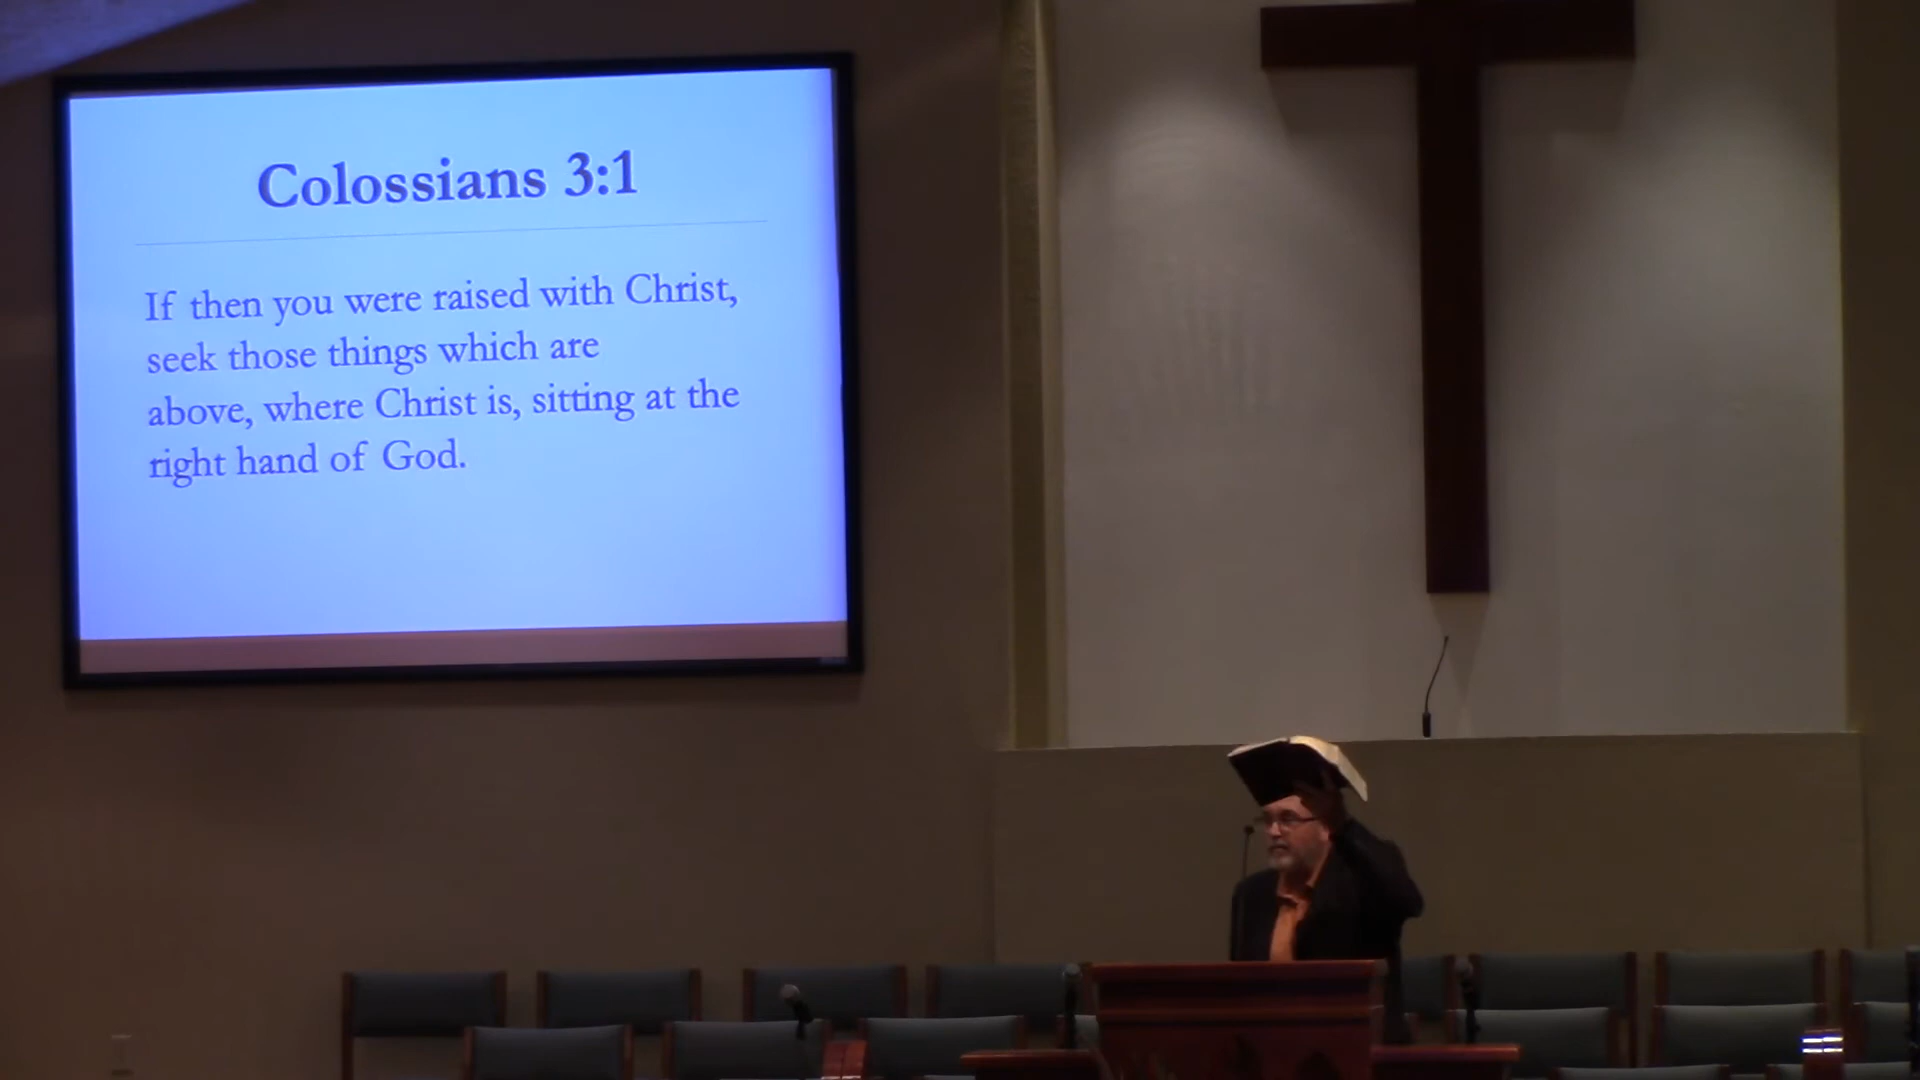 Colossians 3:1
If then you were raised with Christ,
seek those things which are
above, where Christ is, sitting at the
right hand of God.